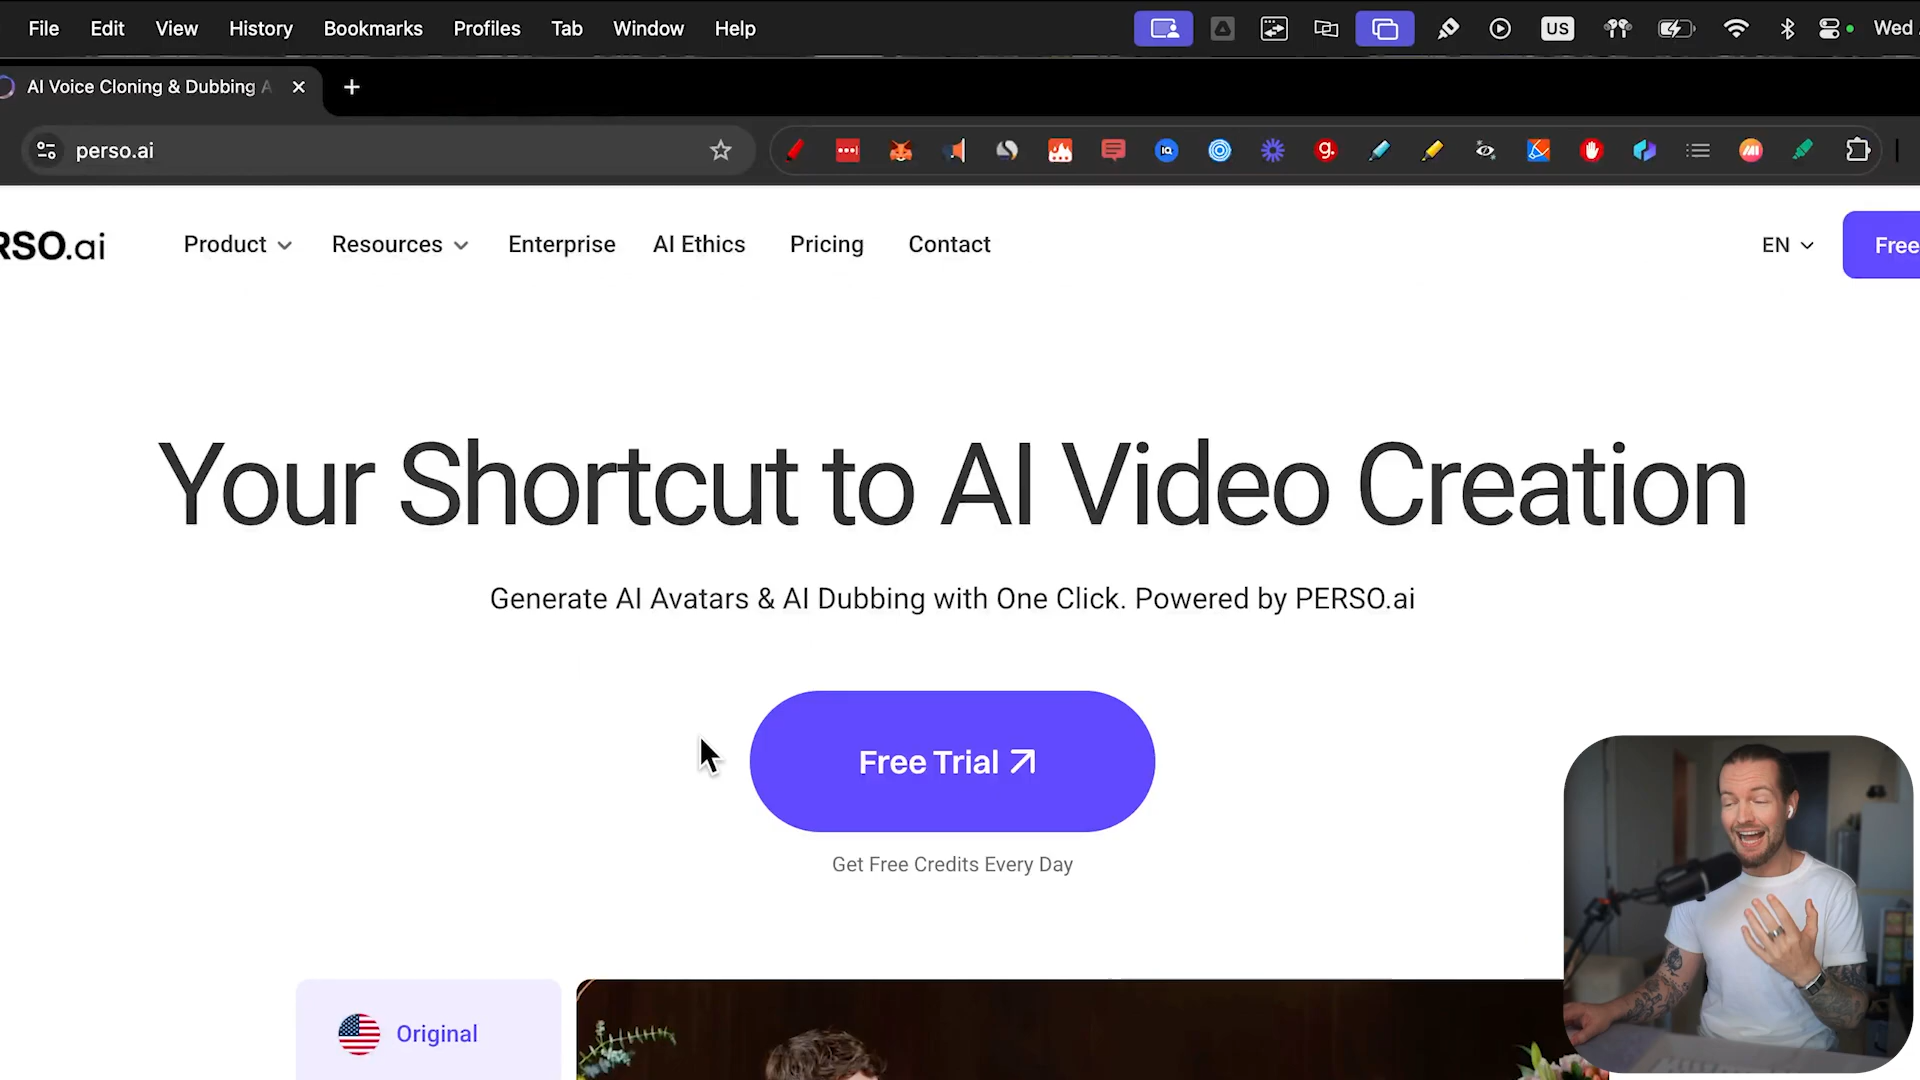 File Edit View History Bookmarks Profiles Tab Window Help US Wed
AI Voice Cloning & Dubbing A
perso.ai
RSO.ai Product Resources Enterprise AI Ethics Pricing Contact EN Free
Your Shortcut to AI Video Creation
Generate AI Avatars & AI Dubbing with One Click. Powered by PERSO.ai
Free Trial
Get Free Credits Every Day
Original